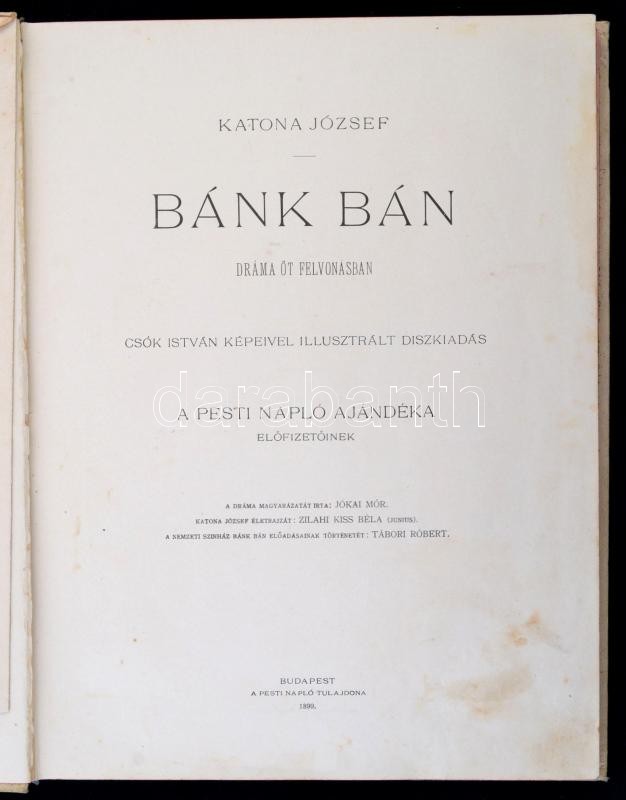 KATONA JÓZSEF
BÁNK BÁN
DRÁMA ÖT FELVONÁSBAN
CSÓK ISTVÁN KÉPEIVEL ILLUSZTRÁLT DISZKIADÁS
darabanth
A PESTI NAPLÓ AJÁNDÉKA
ELŐFIZETŐINEK
A DRÁMA MAGYARÁZATÁT IRTA: JÓKAI MÓR.
KATONA JÓZSEF ÉLETRAJZÁT: ZILAHI KISS BÉLA (JUNIUS).
A NEMZETI SZINHÁZ BÁNK BÁN ELŐADÁSAINAK TÖRTÉNETÉT: TÁBORI RÓBERT.
BUDAPEST
A PESTI NAPLÓ TULAJDONA
1899.